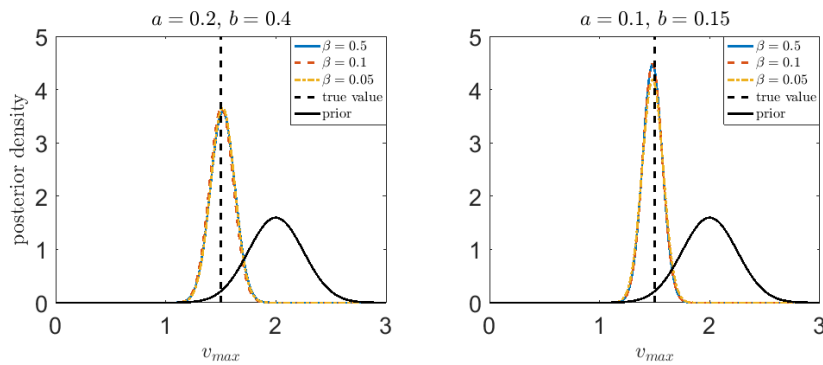 a = 0.2, b = 0.4
posterior density
5
4
3
2
1
0
0
1
2
3
v_max
β = 0.5
β = 0.1
β = 0.05
true value
prior
a = 0.1, b = 0.15
5
4
3
2
1
0
0
1
2
3
v_max
β = 0.5
β = 0.1
β = 0.05
true value
prior